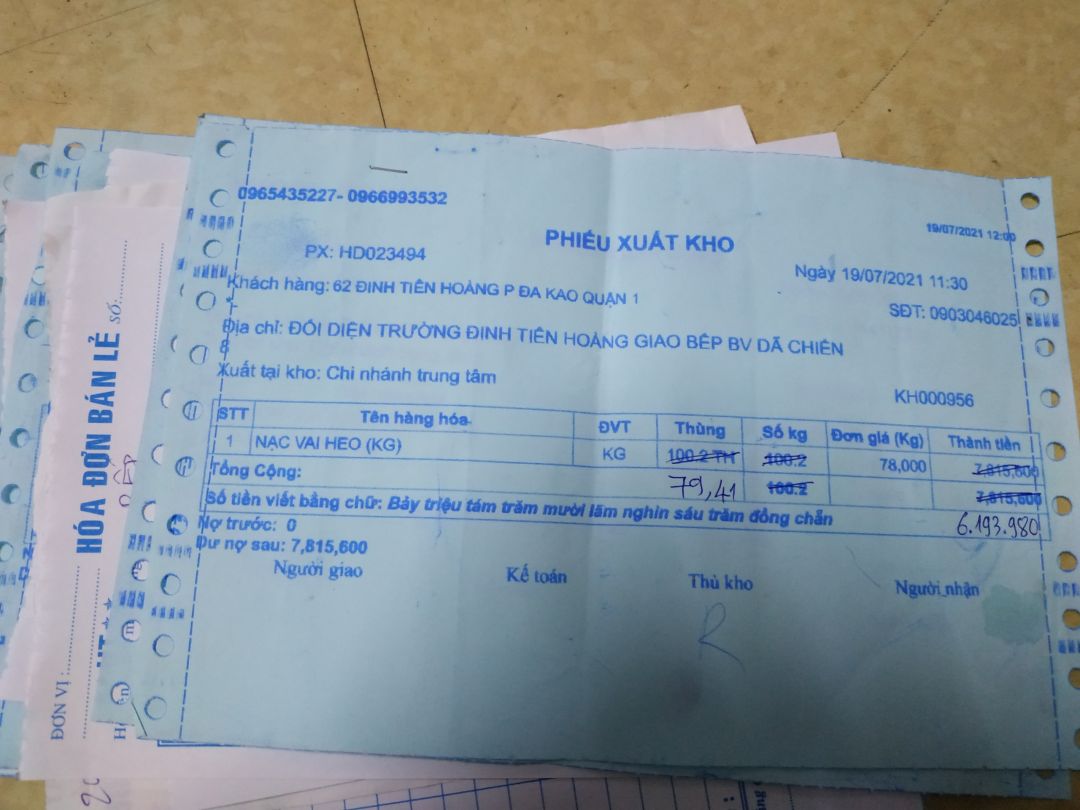 0965435227- 0966993532
19/07/2021 12:00
PHIẾU XUẤT KHO
PX: HD023494
Ngày 19/07/2021 11:30
Khách hàng: 62 ĐINH TIÊN HOÀNG P ĐA KAO QUẬN 1
SĐT: 0903046025
Địa chỉ: ĐỐI DIỆN TRƯỜNG ĐINH TIÊN HOÀNG GIAO BẾP BV DÃ CHIẾN
8
Xuất tại kho: Chi nhánh trung tâm
KH000956
STT Tên hàng hóa ĐVT Thùng Số kg Đơn giá (Kg) Thành tiền
1 NẠC VAI HEO (KG) KG 100.2 TH 100.2 78,000 7,815,600
Tổng Cộng: 79,41 100.2 7,815,600
Số tiền viết bằng chữ: Bảy triệu tám trăm mười lăm nghìn sáu trăm đồng chẵn
6.193.980
Nợ trước: 0
Dư nợ sau: 7,815,600
Người giao Kế toán Thủ kho Người nhận
R
HÓA ĐƠN BÁN LẺ
Số:
ĐƠN VỊ :